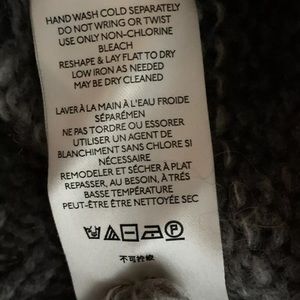 HAND WASH COLD SEPARATELY
DO NOT WRING OR TWIST
USE ONLY NON-CHLORINE
BLEACH
RESHAPE & LAY FLAT TO DRY
LOW IRON AS NEEDED
MAY BE DRY CLEANED
LAVER À LA MAIN À L'EAU FROIDE
SÉPARÉMEN
NE PAS TORDRE OU ESSORER
UTILISER UN AGENT DE
BLANCHIMENT SANS CHLORE SI
NÉCESSAIRE
REMODELER ET SÉCHER À PLAT
REPASSER, AU BESOIN, À TRÈS
BASSE TEMPÉRATURE
PEUT-ÊTRE ÊTRE NETTOYÉE SEC
P
不可拧绞